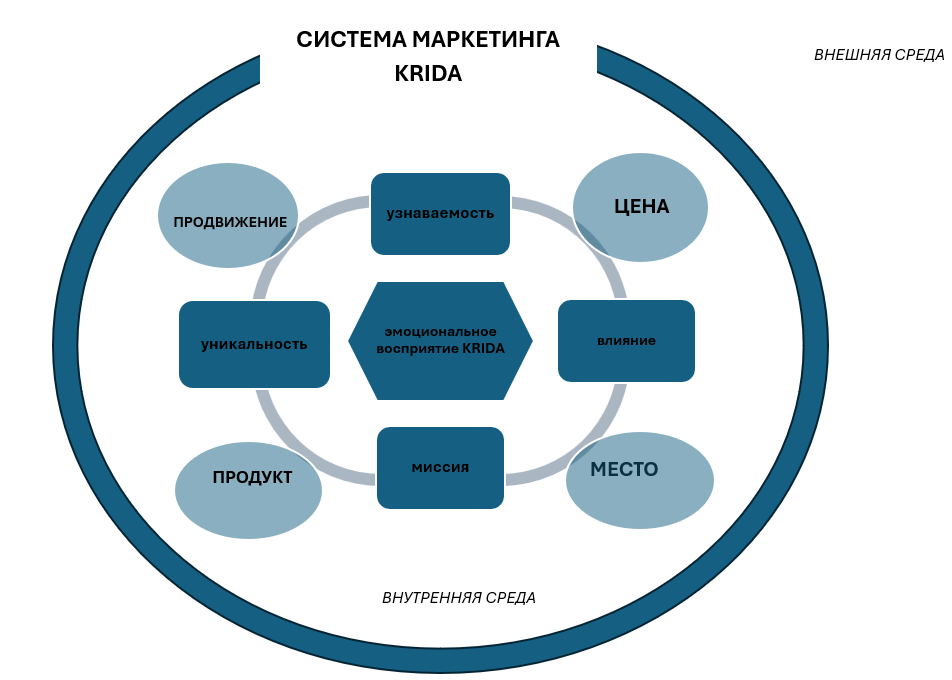 СИСТЕМА МАРКЕТИНГА
KRIDA
ВНЕШНЯЯ СРЕДА
ПРОДВИЖЕНИЕ
узнаваемость
ЦЕНА
уникальность
эмоциональное
восприятие KRIDA
влияние
ПРОДУКТ
миссия
МЕСТО
ВНУТРЕННЯЯ СРЕДА